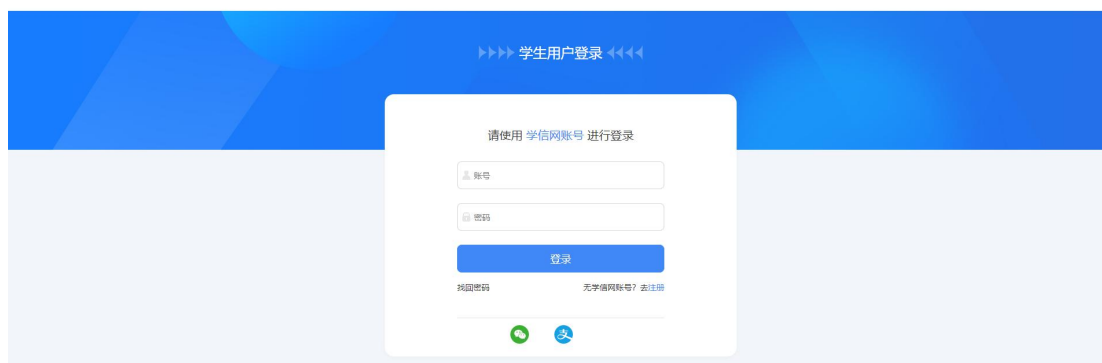 学生用户登录
请使用 学信网账号 进行登录
账号
密码
登录
找回密码 无学信网账号？去注册
支